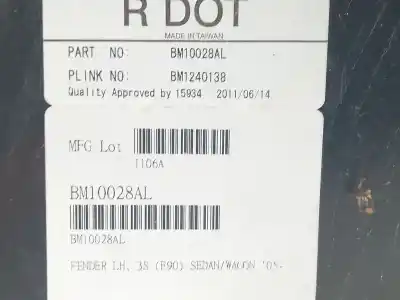 R DOT
MADE IN TAIWAN
PART NO: BM10028AL
PLINK NO: BM1240138
Quality Approved by 15934 2011/06/14
MFG Lot
1106A
BM10028AL
BM10028AL
FENDER LH, 3S (E90) SEDAN/WAGON '05-